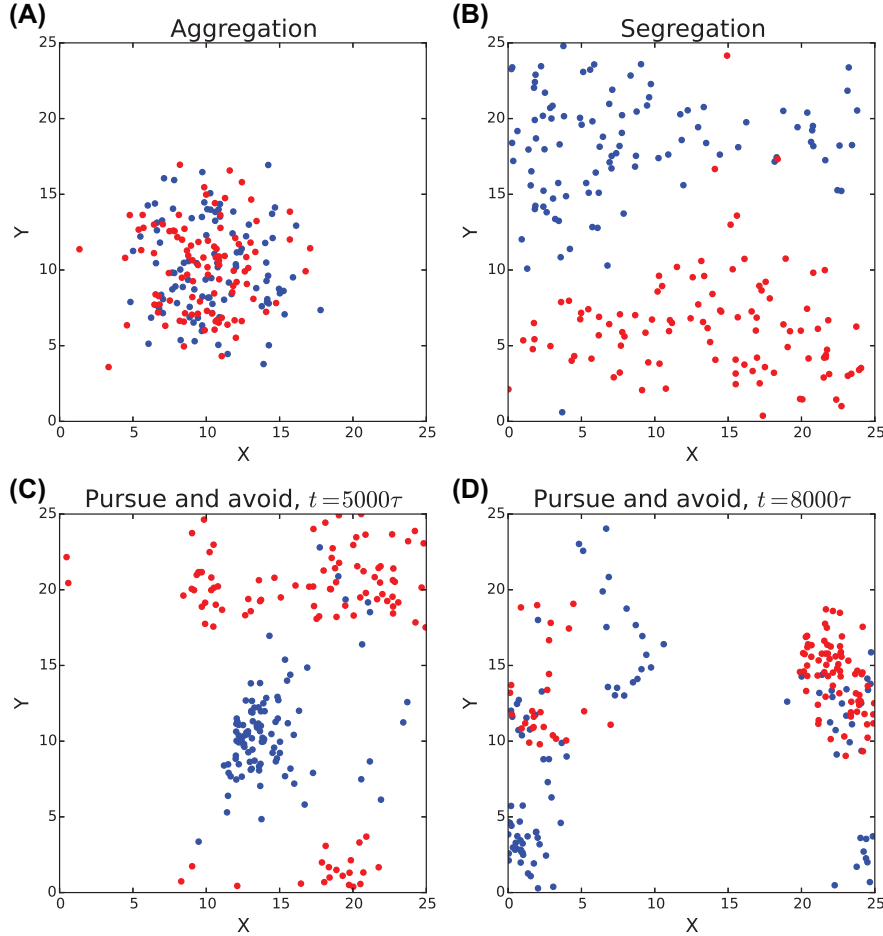 (A)
Aggregation
25
20
15
10
5
0
Y
0 5 10 15 20 25
X
(B)
Segregation
25
20
15
10
5
0
Y
0 5 10 15 20 25
X
(C)
Pursue and avoid, t = 5000τ
25
20
15
10
5
0
Y
0 5 10 15 20 25
X
(D)
Pursue and avoid, t = 8000τ
25
20
15
10
5
0
Y
0 5 10 15 20 25
X